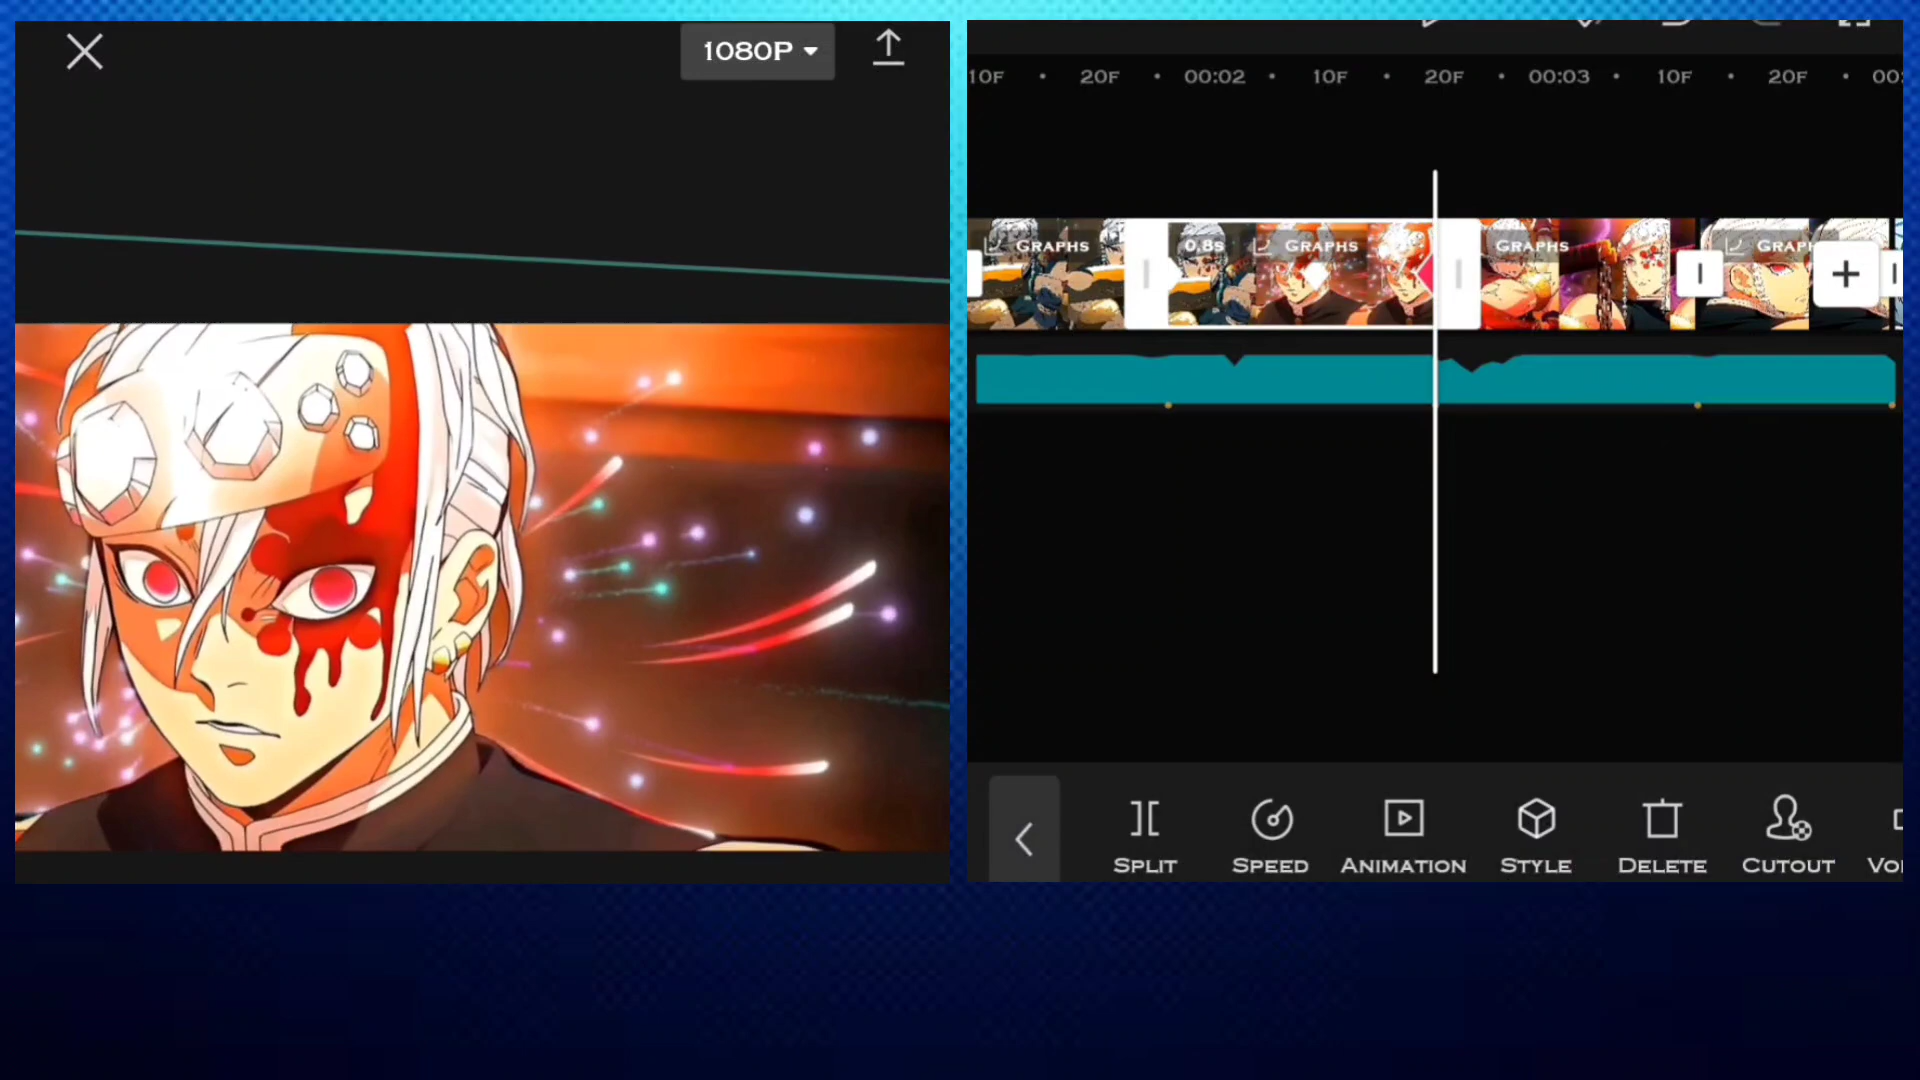 1080P
10F 20F 00:02 10F 20F 00:03 10F 20F
GRAPHS 0.8S GRAPHS GRAPHS
SPLIT SPEED ANIMATION STYLE DELETE CUTOUT